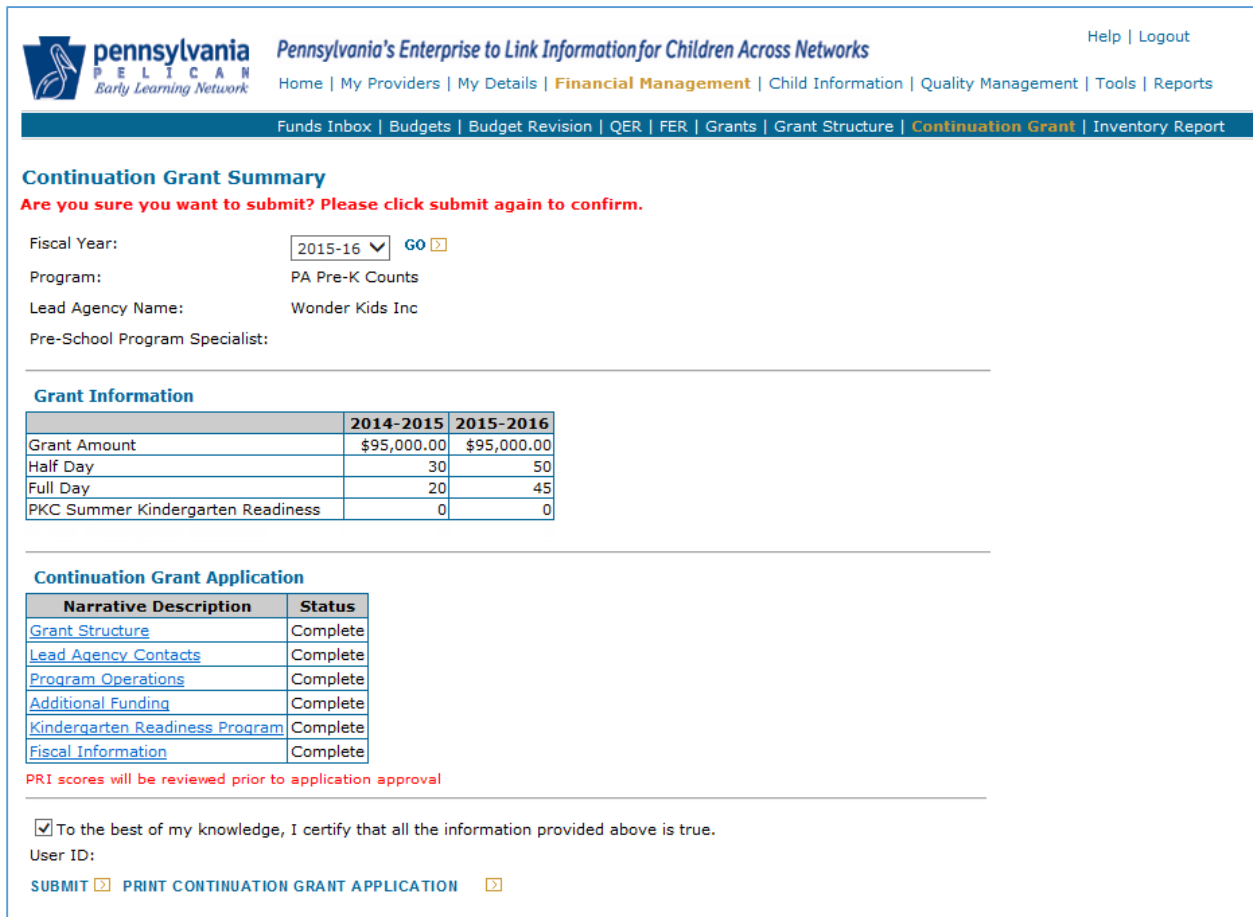 Help | Logout
pennsylvania
PELICAN
Early Learning Network
Pennsylvania's Enterprise to Link Information for Children Across Networks
Home | My Providers | My Details | Financial Management | Child Information | Quality Management | Tools | Reports
Funds Inbox | Budgets | Budget Revision | QER | FER | Grants | Grant Structure | Continuation Grant | Inventory Report
Continuation Grant Summary
Are you sure you want to submit? Please click submit again to confirm.
Fiscal Year: 2015-16 GO
Program: PA Pre-K Counts
Lead Agency Name: Wonder Kids Inc
Pre-School Program Specialist:
Grant Information
2014-2015 2015-2016
Grant Amount $95,000.00 $95,000.00
Half Day 30 50
Full Day 20 45
PKC Summer Kindergarten Readiness 0 0
Continuation Grant Application
Narrative Description Status
Grant Structure Complete
Lead Agency Contacts Complete
Program Operations Complete
Additional Funding Complete
Kindergarten Readiness Program Complete
Fiscal Information Complete
PRI scores will be reviewed prior to application approval
To the best of my knowledge, I certify that all the information provided above is true.
User ID:
SUBMIT PRINT CONTINUATION GRANT APPLICATION